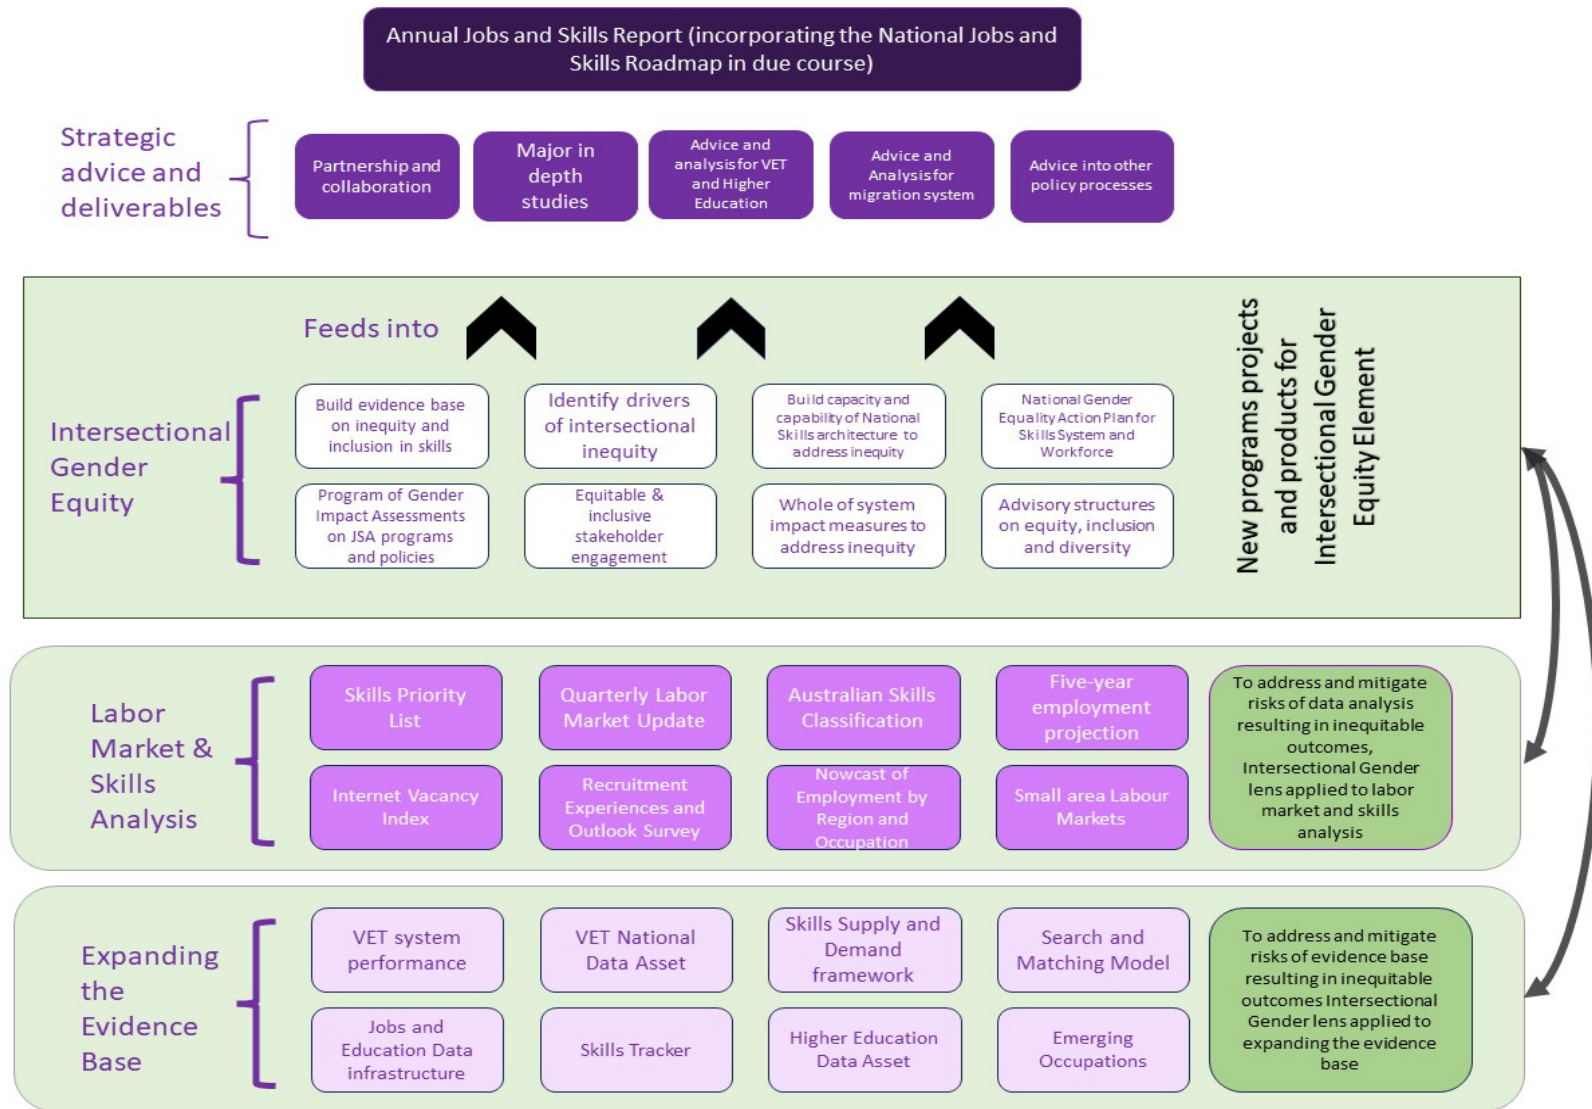 Annual Jobs and Skills Report (incorporating the National Jobs and
Skills Roadmap in due course)
Strategic
advice and
deliverables
Partnership and
collaboration
Major in
depth
studies
Advice and
analysis for VET
and Higher
Education
Advice and
Analysis for
migration system
Advice into other
policy processes
Feeds into
Intersectional
Gender
Equity
Build evidence base
on inequity and
inclusion in skills
Identify drivers
of intersectional
inequity
Build capacity and
capability of National
Skills architecture to
address inequity
National Gender
Equality Action Plan for
Skills System and
Workforce
Program of Gender
Impact Assessments
on JSA programs
and policies
Equitable &
inclusive
stakeholder
engagement
Whole of system
impact measures to
address inequity
Advisory structures
on equity, inclusion
and diversity
New programs projects
and products for
Intersectional Gender
Equity Element
Labor
Market &
Skills
Analysis
Skills Priority
List
Quarterly Labor
Market Update
Australian Skills
Classification
Five-year
employment
projection
Internet Vacancy
Index
Recruitment
Experiences and
Outlook Survey
Nowcast of
Employment by
Region and
Occupation
Small area Labour
Markets
To address and mitigate
risks of data analysis
resulting in inequitable
outcomes,
Intersectional Gender
lens applied to labor
market and skills
analysis
Expanding
the
Evidence
Base
VET system
performance
VET National
Data Asset
Skills Supply and
Demand
framework
Search and
Matching Model
Jobs and
Education Data
infrastructure
Skills Tracker
Higher Education
Data Asset
Emerging
Occupations
To address and mitigate
risks of evidence base
resulting in inequitable
outcomes Intersectional
Gender lens applied to
expanding the evidence
base